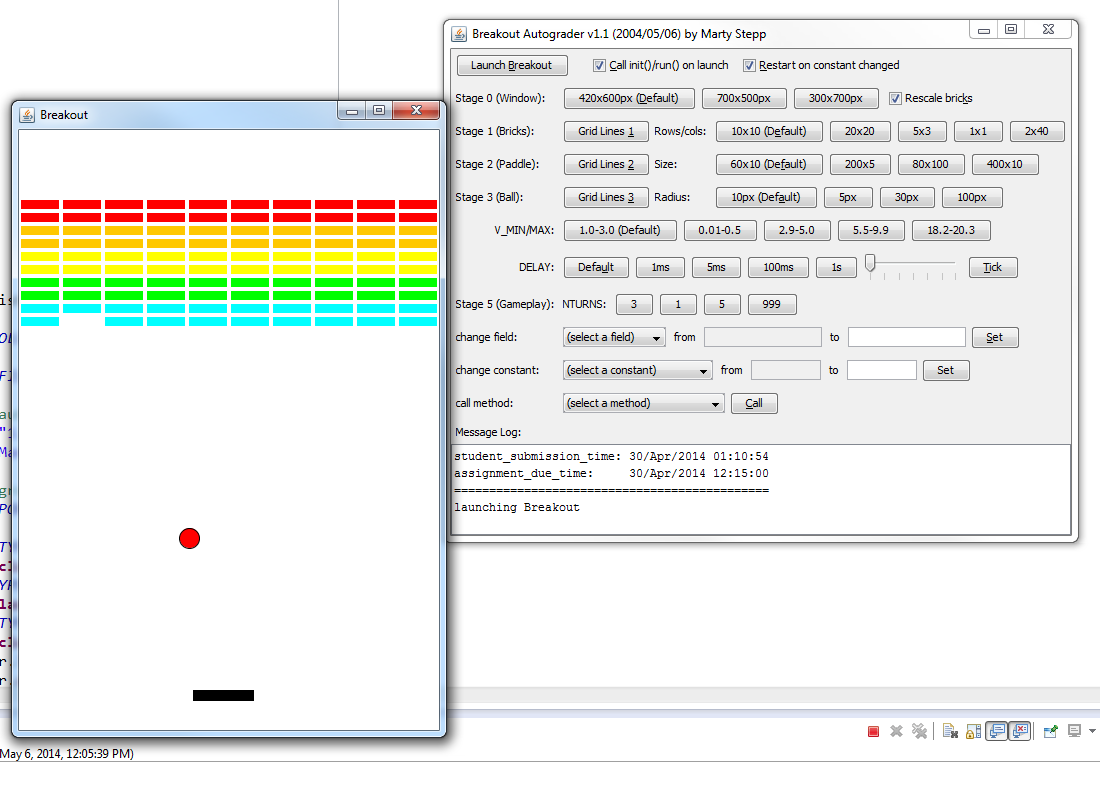 Breakout Autograder v1.1 (2004/05/06) by Marty Stepp
Launch Breakout Call init()/run() on launch Restart on constant changed
Stage 0 (Window): 420x600px (Default) 700x500px 300x700px Rescale bricks
Breakout
Stage 1 (Bricks): Grid Lines 1 Rows/cols: 10x10 (Default) 20x20 5x3 1x1 2x40
Stage 2 (Paddle): Grid Lines 2 Size: 60x10 (Default) 200x5 80x100 400x10
Stage 3 (Ball): Grid Lines 3 Radius: 10px (Default) 5px 30px 100px
V_MIN/MAX: 1.0-3.0 (Default) 0.01-0.5 2.9-5.0 5.5-9.9 18.2-20.3
DELAY: Default 1ms 5ms 100ms 1s Tick
Stage 5 (Gameplay): NTURNS: 3 1 5 999
change field: (select a field) from to Set
change constant: (select a constant) from to Set
call method: (select a method) Call
Message Log:
student_submission_time: 30/Apr/2014 01:10:54
assignment_due_time: 30/Apr/2014 12:15:00
=============================================
launching Breakout
May 6, 2014, 12:05:39 PM)